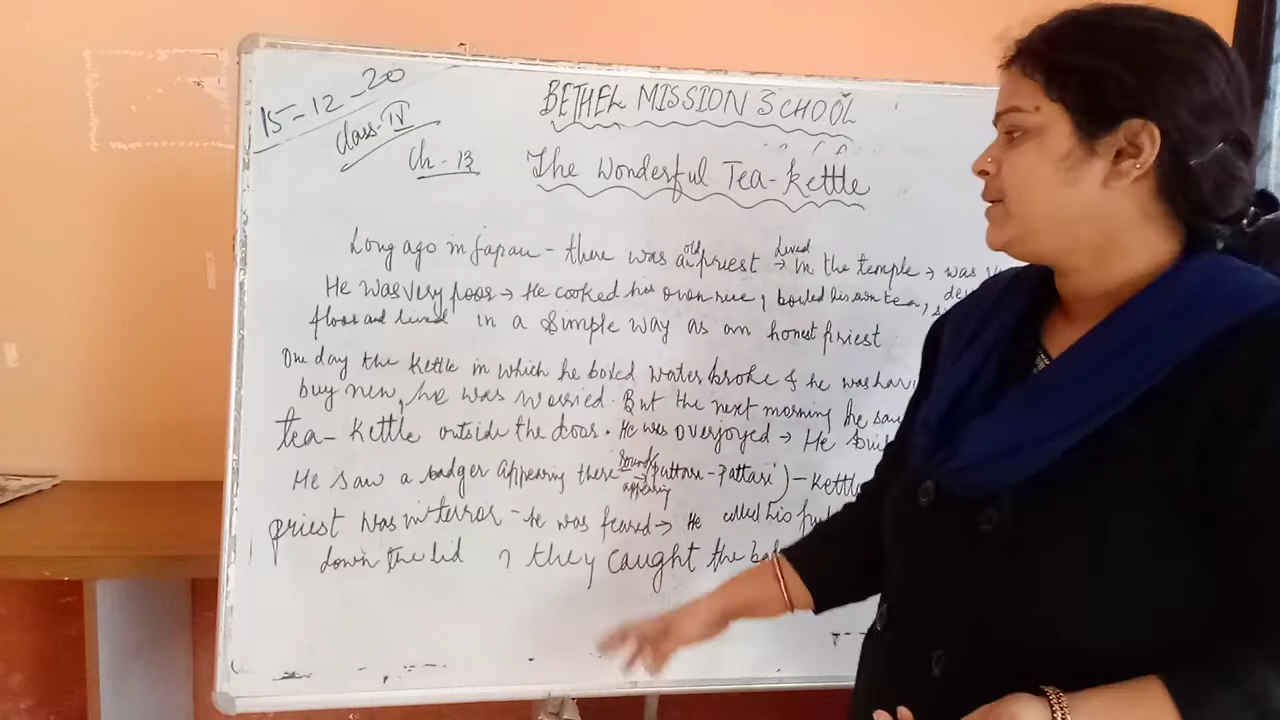 15-12-20
Class-IV
BETHEL MISSION SCHOOL
Ch-13 The Wonderful Tea-Kettle
Long ago in Japan - there was an old priest → Lived in the temple → was
He was very poor → He cooked his own rice, boiled his own tea,
floor and lived in a simple way as an honest priest
One day the Kettle in which he boiled water broke & he was
buy new, he was worried. But the next morning he saw
tea-Kettle outside the door. He was overjoyed → He
He saw a badger appearing there sound appearing (Pattari-Pattari) - Kettle
priest was in terror - he was feared → He called his
down the lid & they caught the